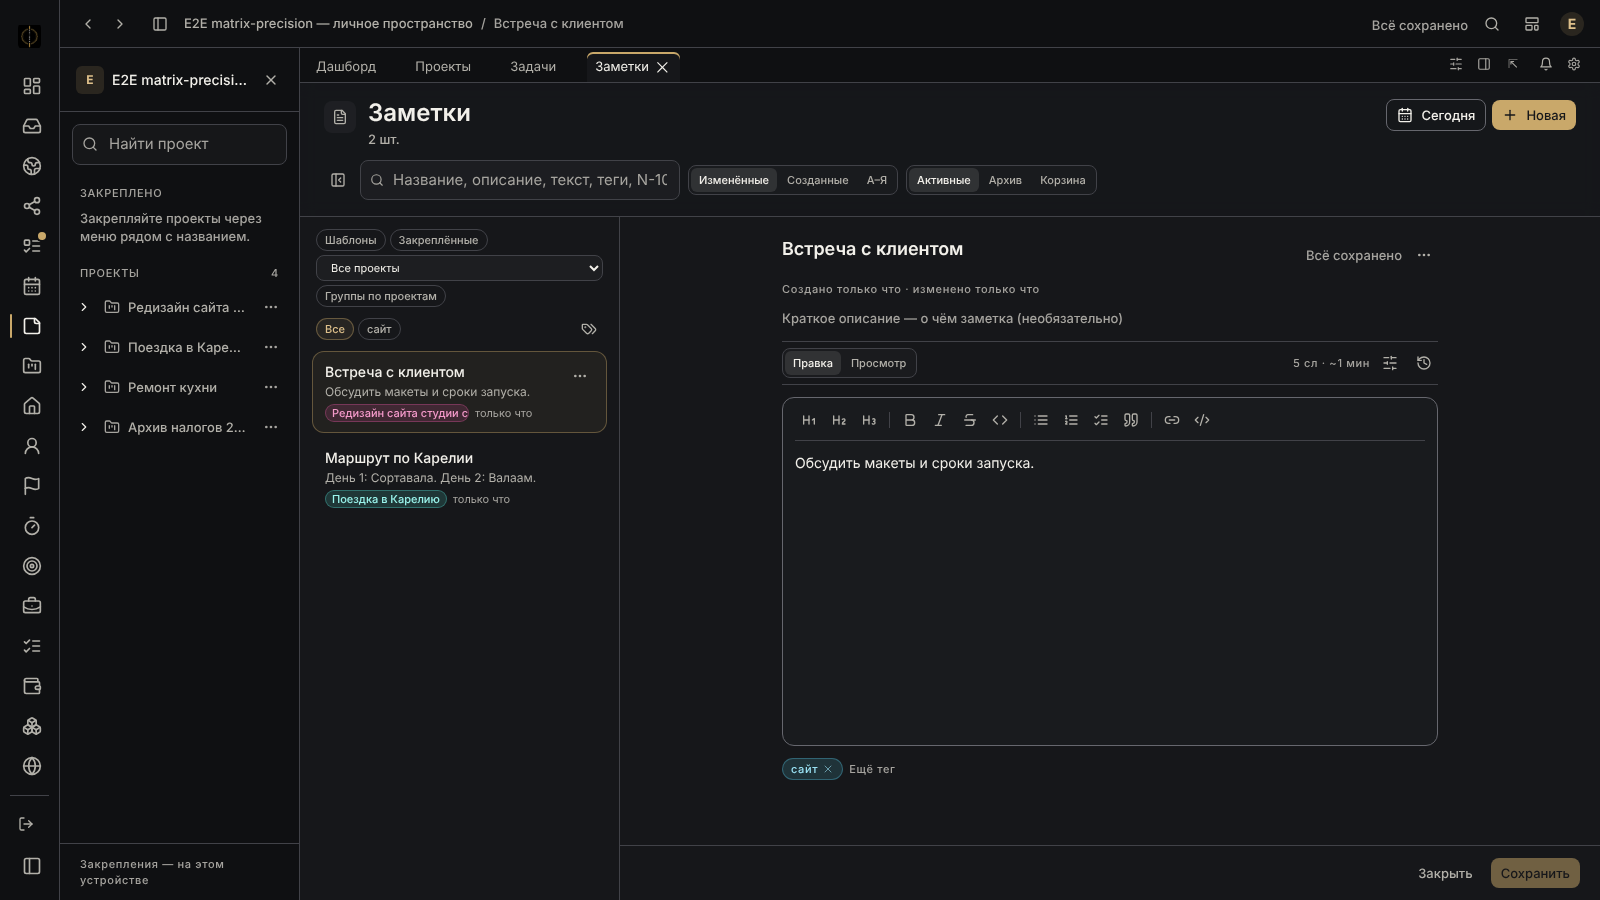 E2E matrix-precision — личное пространство / Встреча с клиентом
Всё сохранено
E
E
E2E matrix-precisi...
Найти проект
ЗАКРЕПЛЕНО
Закрепляйте проекты через
меню рядом с названием.
ПРОЕКТЫ
4
Редизайн сайта ...
Поездка в Каре...
Ремонт кухни
Архив налогов 2...
Закрепления — на этом
устройстве
Дашборд
Проекты
Задачи
Заметки
Заметки
2 шт.
Сегодня
Новая
Название, описание, текст, теги, N-10
Изменённые
Созданные
А–Я
Активные
Архив
Корзина
Шаблоны
Закреплённые
Все проекты
Группы по проектам
Все
сайт
Встреча с клиентом
Обсудить макеты и сроки запуска.
Редизайн сайта студии с
только что
Маршрут по Карелии
День 1: Сортавала. День 2: Валаам.
Поездка в Карелию
только что
Встреча с клиентом
Всё сохранено
Создано только что · изменено только что
Краткое описание — о чём заметка (необязательно)
Правка
Просмотр
5 сл · ~1 мин
H1 H2 H3 B I S
Обсудить макеты и сроки запуска.
сайт
Ещё тег
Закрыть
Сохранить